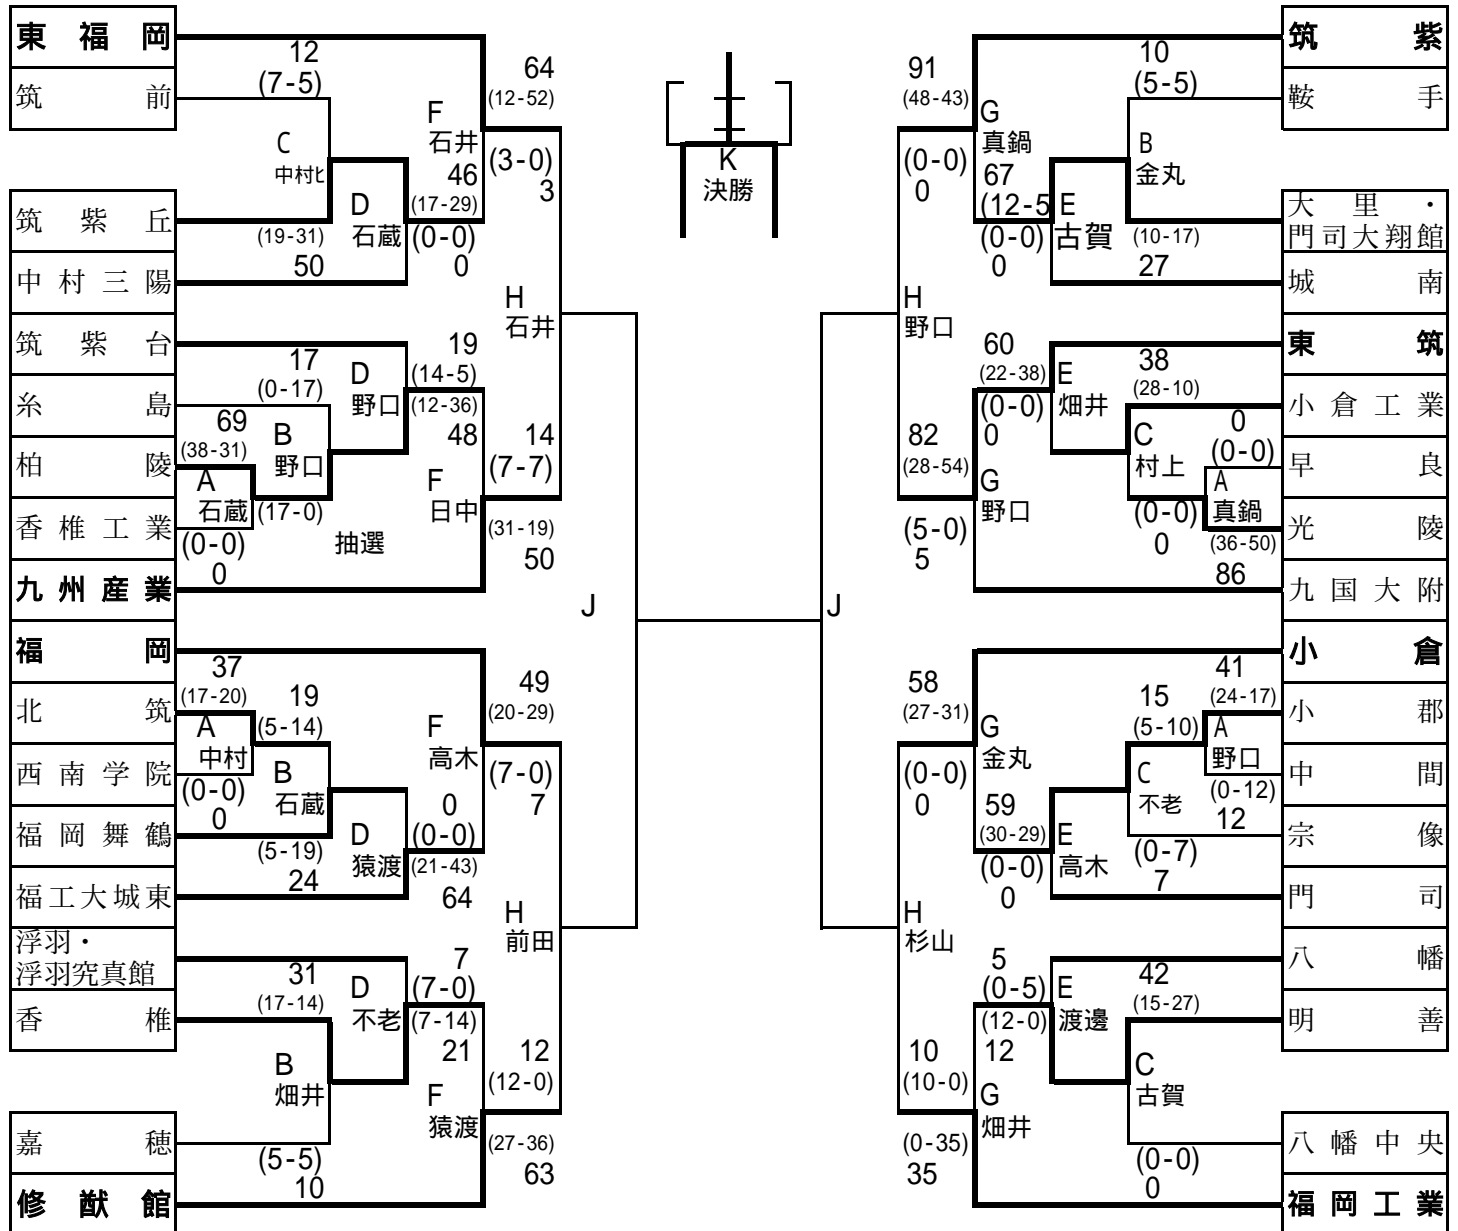 東福岡
12
(7-5)
筑前
C
中村ヒ
筑紫丘
(19-31)
50
中村三陽
D
石蔵
64
(12-52)
F
石井
46
(17-29)
(0-0)
0
(3-0)
3
H
石井
筑紫台
17
(0-17)
糸島
69
(38-31)
柏陵
A
石蔵
香椎工業
(0-0)
0
B
野口
(17-0)
抽選
D
野口
19
(14-5)
(12-36)
48
F
日中
14
(7-7)
(31-19)
50
九州産業
J
福岡
37
(17-20)
北筑
A
中村
西南学院
(0-0)
0
19
(5-14)
B
石蔵
福岡舞鶴
(5-19)
24
福工大城東
D
猿渡
0
(0-0)
(21-43)
64
F
高木
49
(20-29)
(7-0)
7
H
前田
浮羽・
浮羽究真館
31
(17-14)
香椎
B
畑井
嘉穂
(5-5)
10
D
不老
7
(7-0)
(7-14)
21
F
猿渡
12
(12-0)
(27-36)
63
修猷館
K
決勝
91
(48-43)
(0-0)
0
G
真鍋
67
(12-5
(0-0)
0
E
古賀
筑紫
10
(5-5)
鞍手
B
金丸
大里・
門司大翔館
(10-17)
27
城南
H
野口
60
(22-38)
(0-0)
0
E
畑井
東筑
38
(28-10)
小倉工業
C
村上
0
(0-0)
早良
A
真鍋
光陵
(0-0)
0
(36-50)
86
82
(28-54)
G
野口
(5-0)
5
九国大附
J
小倉
58
(27-31)
G
金丸
(0-0)
0
59
(30-29)
(0-0)
0
E
高木
15
(5-10)
41
(24-17)
小郡
A
野口
中間
(0-12)
12
C
不老
宗像
(0-7)
7
門司
H
杉山
5
(0-5)
(12-0)
12
E
渡邊
八幡
42
(15-27)
明善
C
古賀
八幡中央
(0-0)
0
10
(10-0)
G
畑井
(0-35)
35
福岡工業